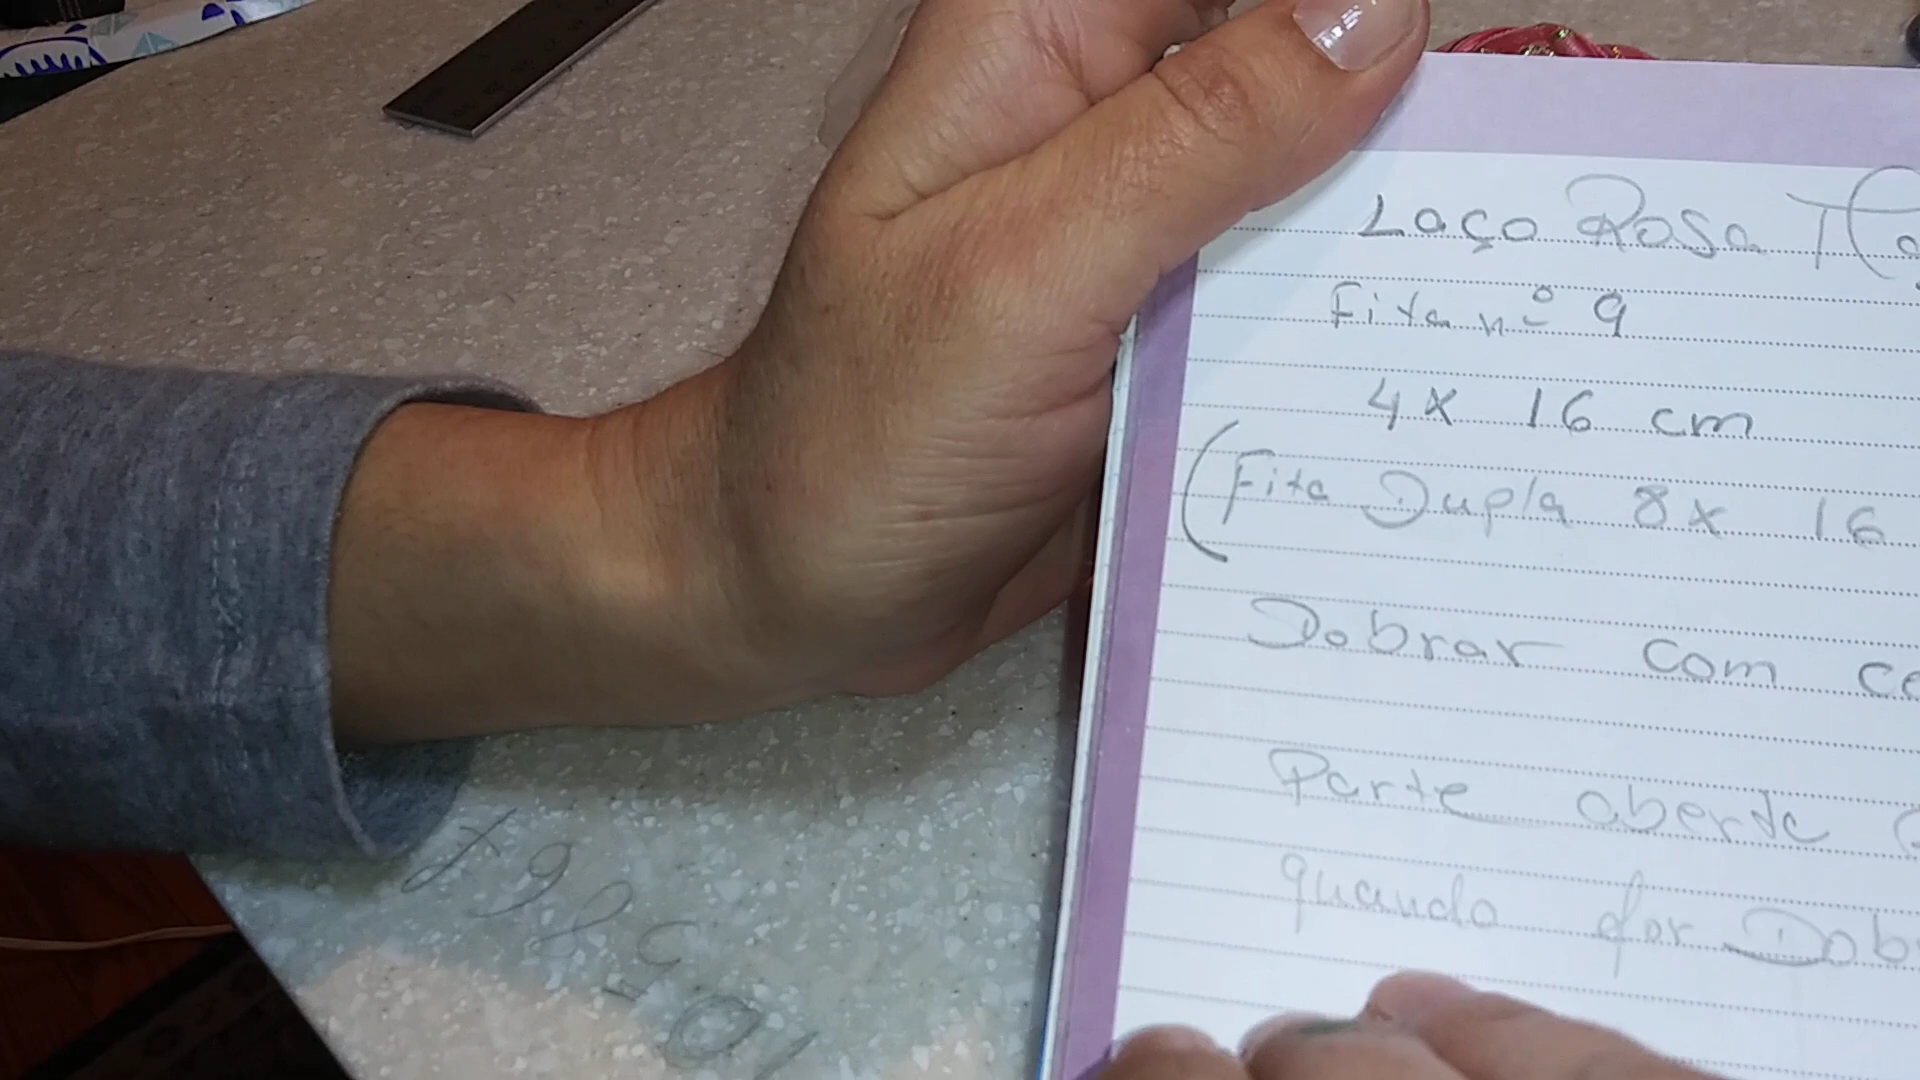 Laço Rosa
Fita nº 9
4x 16 cm
(Fita Dupla 8x 16
Dobrar com
Parte aberta
quando for